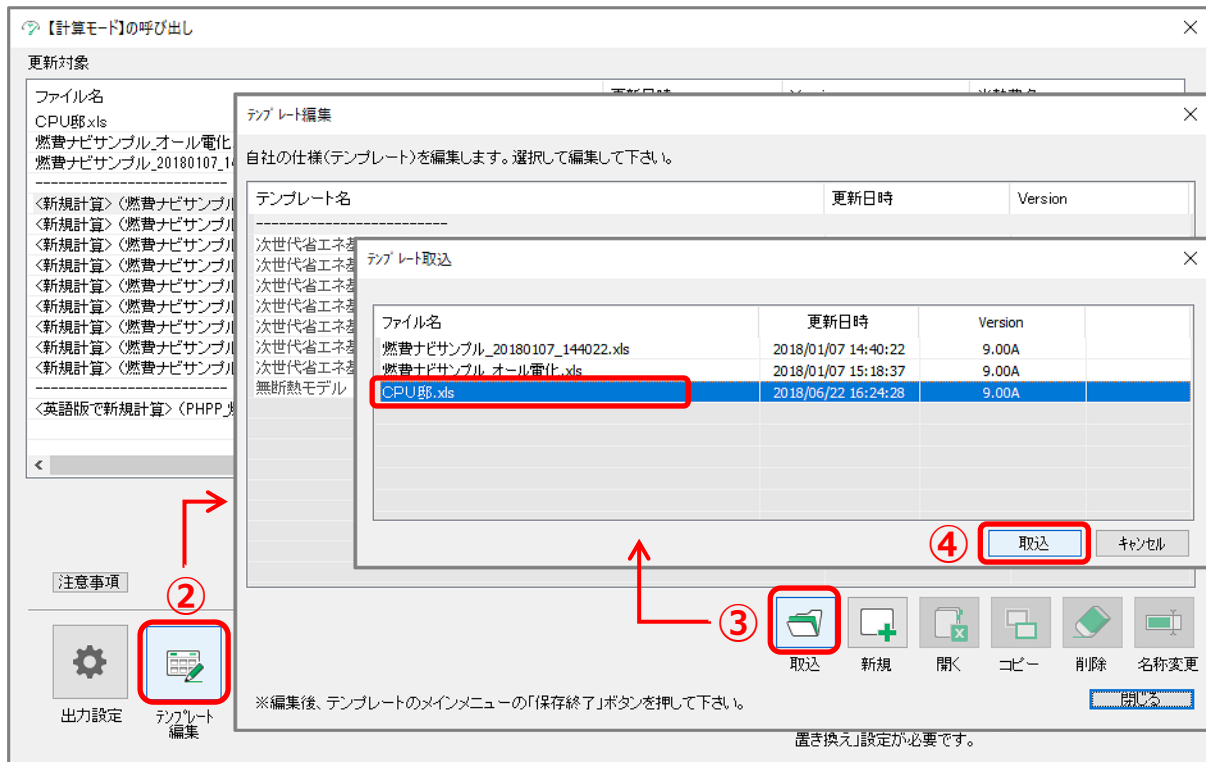 【計算モード】の呼び出し
更新対象
ファイル名
CPU邸.xls
燃費ナビサンプル_オール電化
燃費ナビサンプル_20180107_1
-------------------------
<新規計算>(燃費ナビサンプル
<新規計算>(燃費ナビサンプル
<新規計算>(燃費ナビサンプル
<新規計算>(燃費ナビサンプル
<新規計算>(燃費ナビサンプル
<新規計算>(燃費ナビサンプル
<新規計算>(燃費ナビサンプル
<新規計算>(燃費ナビサンプル
<新規計算>(燃費ナビサンプル
-------------------------
<英語版で新規計算>(PHPP_
テンプレート編集
自社の仕様(テンプレート)を編集します。選択して編集して下さい。
テンプレート名 更新日時 Version
-------------------------
次世代省エネ基
次世代省エネ基
次世代省エネ基
次世代省エネ基
次世代省エネ基
次世代省エネ基
次世代省エネ基
無断熱モデル
テンプレート取込
ファイル名 更新日時 Version
燃費ナビサンプル_20180107_144022.xls 2018/01/07 14:40:22 9.00A
燃費ナビサンプル_オール電化.xls 2018/01/07 15:18:37 9.00A
CPU邸.xls 2018/06/22 16:24:28 9.00A
④ 取込 キャンセル
②
注意事項
③
取込 新規 開く コピー 削除 名称変更
出力設定 テンプレート
編集
※編集後、テンプレートのメインメニューの「保存終了」ボタンを押して下さい。
閉じる
置き換え」設定が必要です。